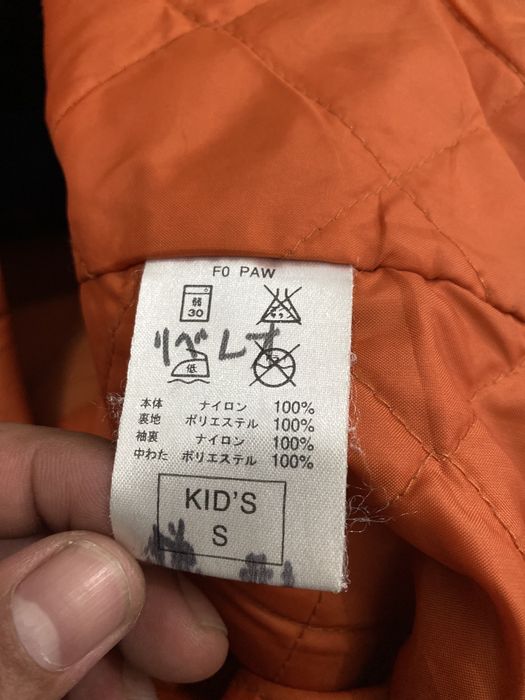 F0 PAW
弱
30
リベレナ
低
本体 ナイロン 100%
裏地 ポリエステル 100%
袖裏 ナイロン 100%
中わた ポリエステル 100%
KID'S
S